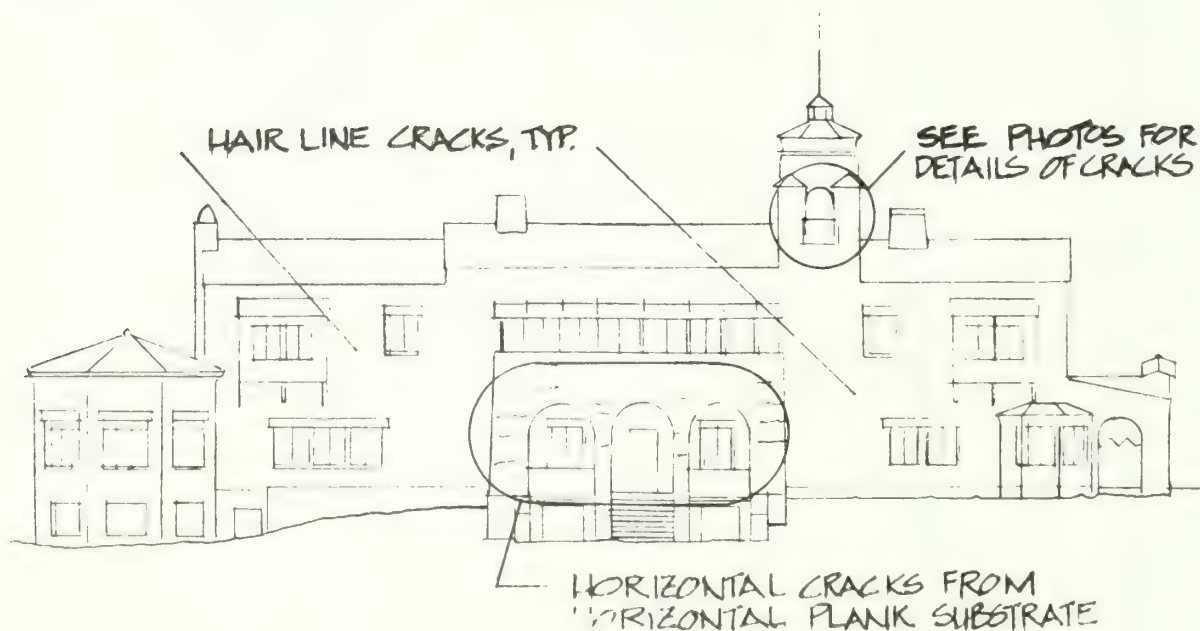 HAIR LINE CRACKS, TYP.
SEE PHOTOS FOR
DETAILS OF CRACKS
HORIZONTAL CRACKS FROM
HORIZONTAL PLANK SUBSTRATE